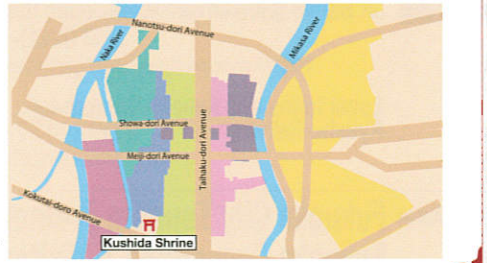 Nanotsu-dori Avenue
Naka River
Mikasa River
Showa-dori Avenue
Taihaku-dori Avenue
Meiji-dori Avenue
Kokutai-doro Avenue
Kushida Shrine